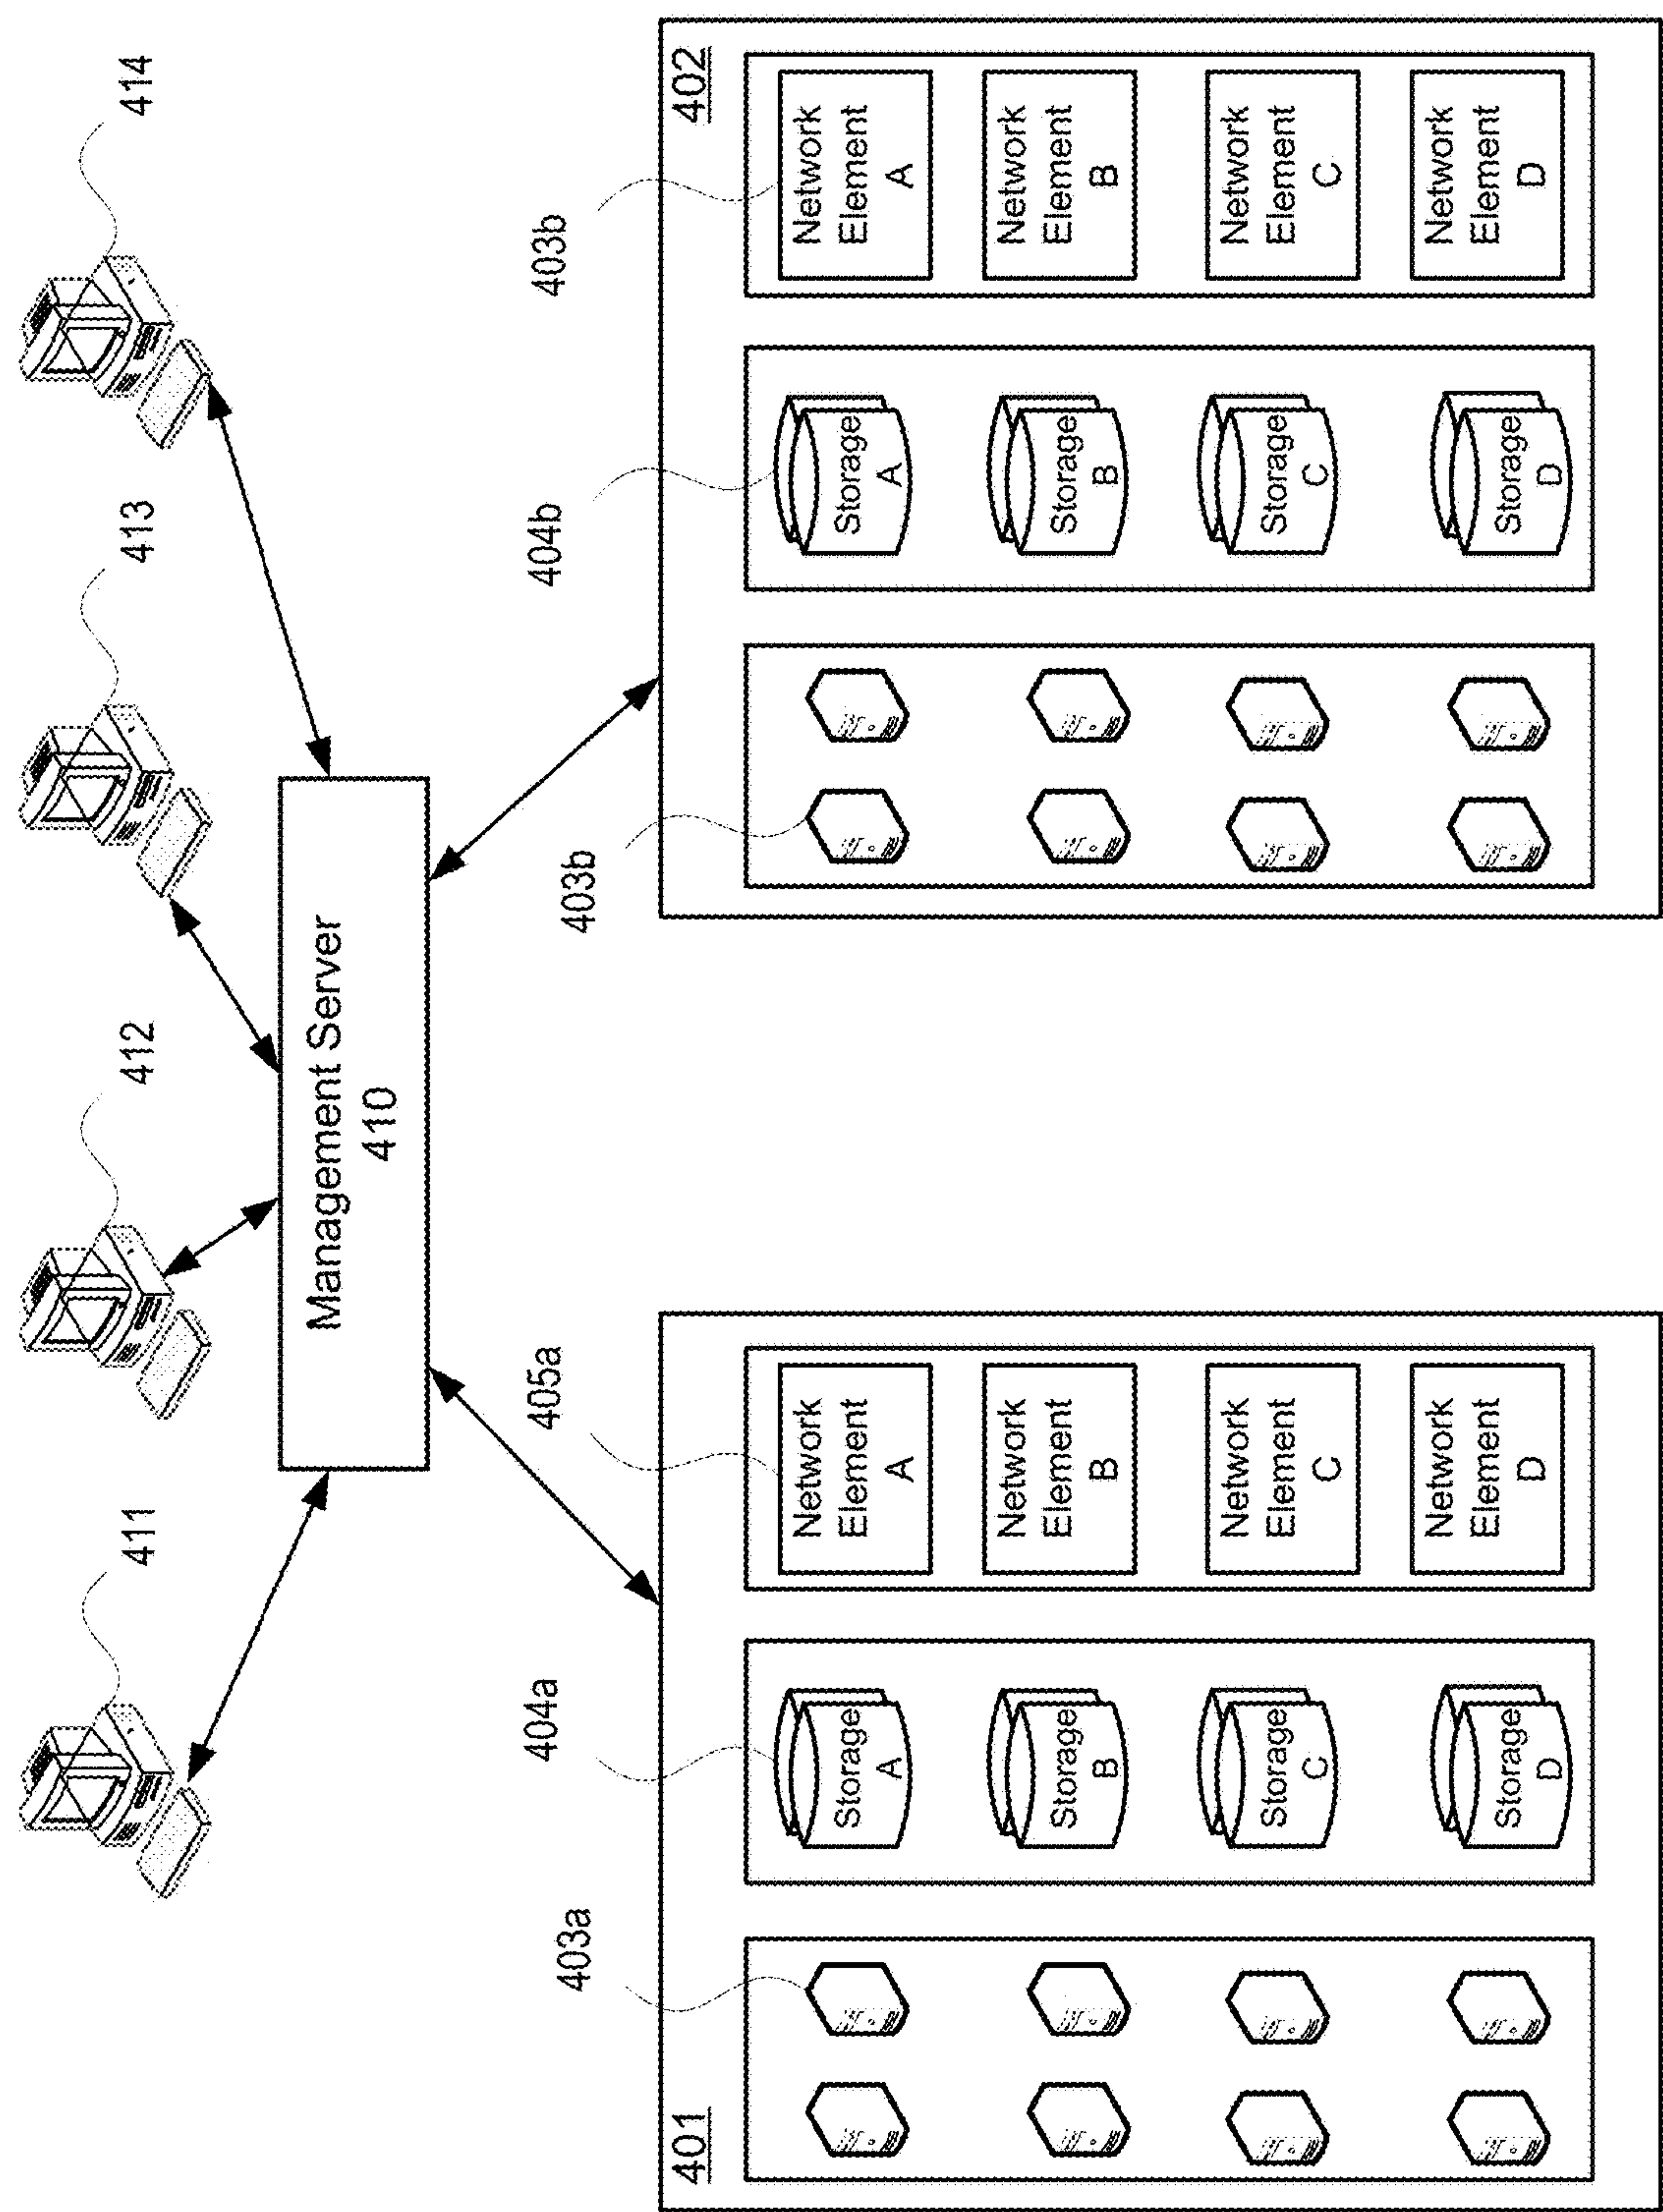 411
412
413
414
Management Server
410
403a
404a
405a
403b
404b
403b
401
Storage
A
Storage
B
Storage
C
Storage
D
Network
Element
A
Network
Element
B
Network
Element
C
Network
Element
D
402
Storage
A
Storage
B
Storage
C
Storage
D
Network
Element
A
Network
Element
B
Network
Element
C
Network
Element
D